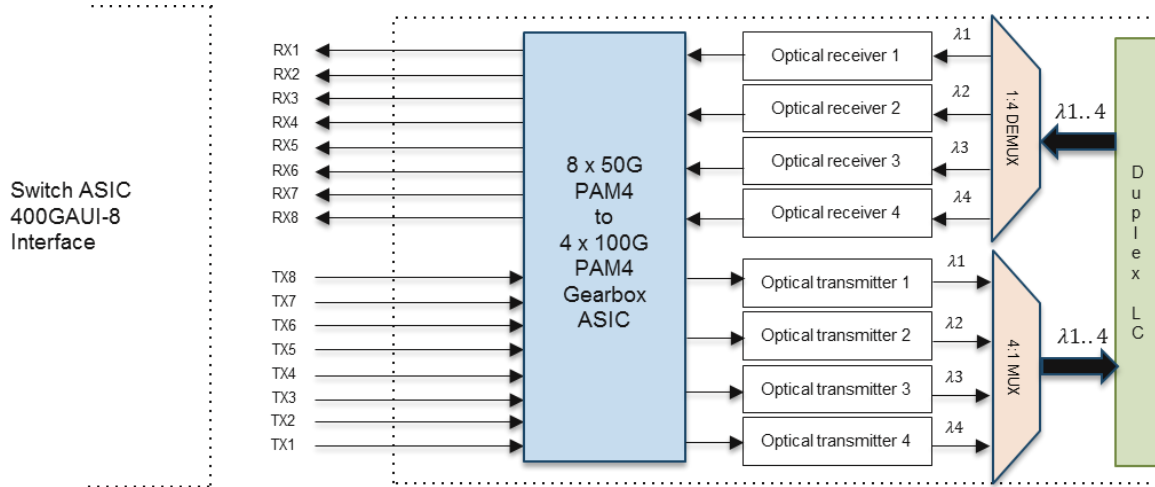 Switch ASIC
400GAUI-8
Interface
RX1
RX2
RX3
RX4
RX5
RX6
RX7
RX8
TX8
TX7
TX6
TX5
TX4
TX3
TX2
TX1
8 x 50G
PAM4
to
4 x 100G
PAM4
Gearbox
ASIC
Optical receiver 1
Optical receiver 2
Optical receiver 3
Optical receiver 4
Optical transmitter 1
Optical transmitter 2
Optical transmitter 3
Optical transmitter 4
λ1
λ2
λ3
λ4
λ1
λ2
λ3
λ4
1:4 DEMUX
4:1 MUX
λ1.. 4
λ1.. 4
Duplex LC